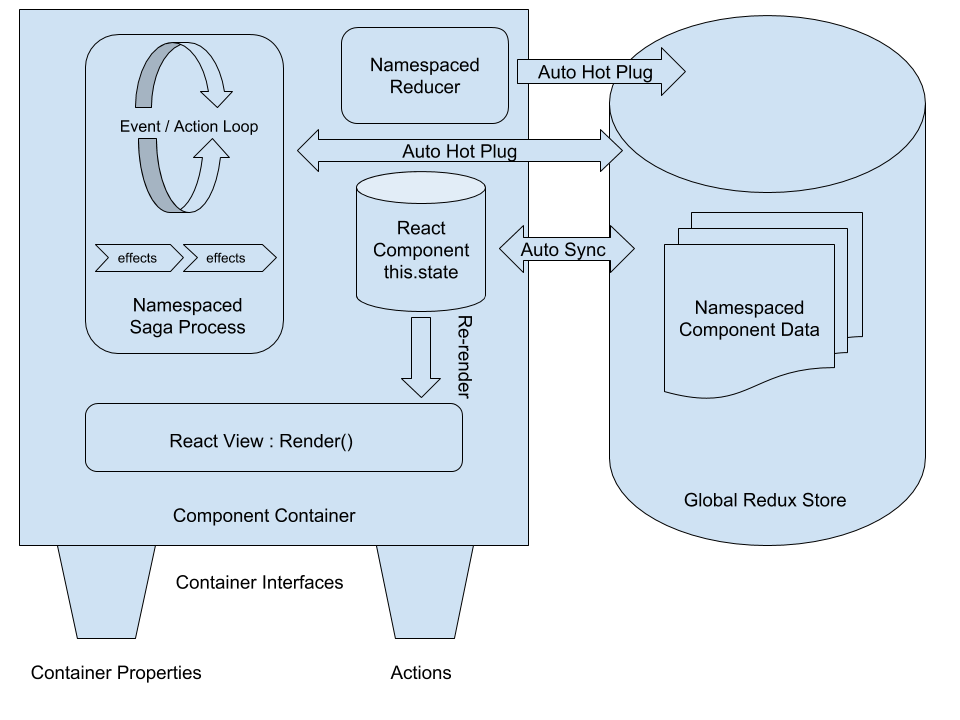 Namespaced
Reducer
Auto Hot Plug
Event / Action Loop
Auto Hot Plug
React
Component
this.state
Auto Sync
effects
effects
Namespaced
Saga Process
Namespaced
Component Data
Re-render
React View : Render()
Global Redux Store
Component Container
Container Interfaces
Container Properties
Actions